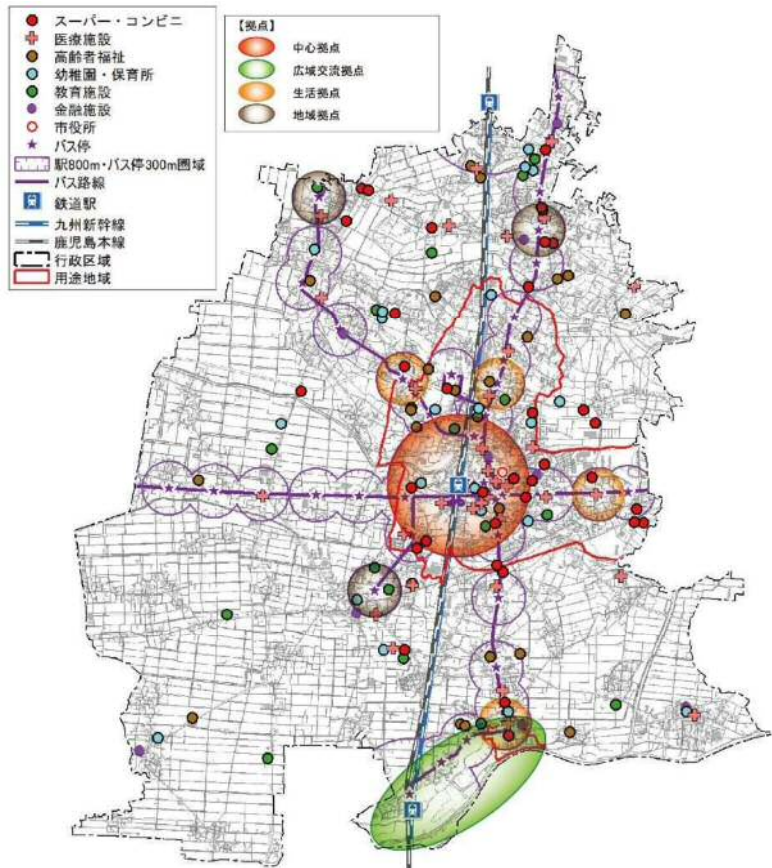 スーパー・コンビニ
医療施設
高齢者福祉
幼稚園・保育所
教育施設
金融施設
市役所
バス停
駅800m・バス停300m圏域
バス路線
鉄道駅
九州新幹線
鹿児島本線
行政区域
用途地域
【拠点】
中心拠点
広域交流拠点
生活拠点
地域拠点